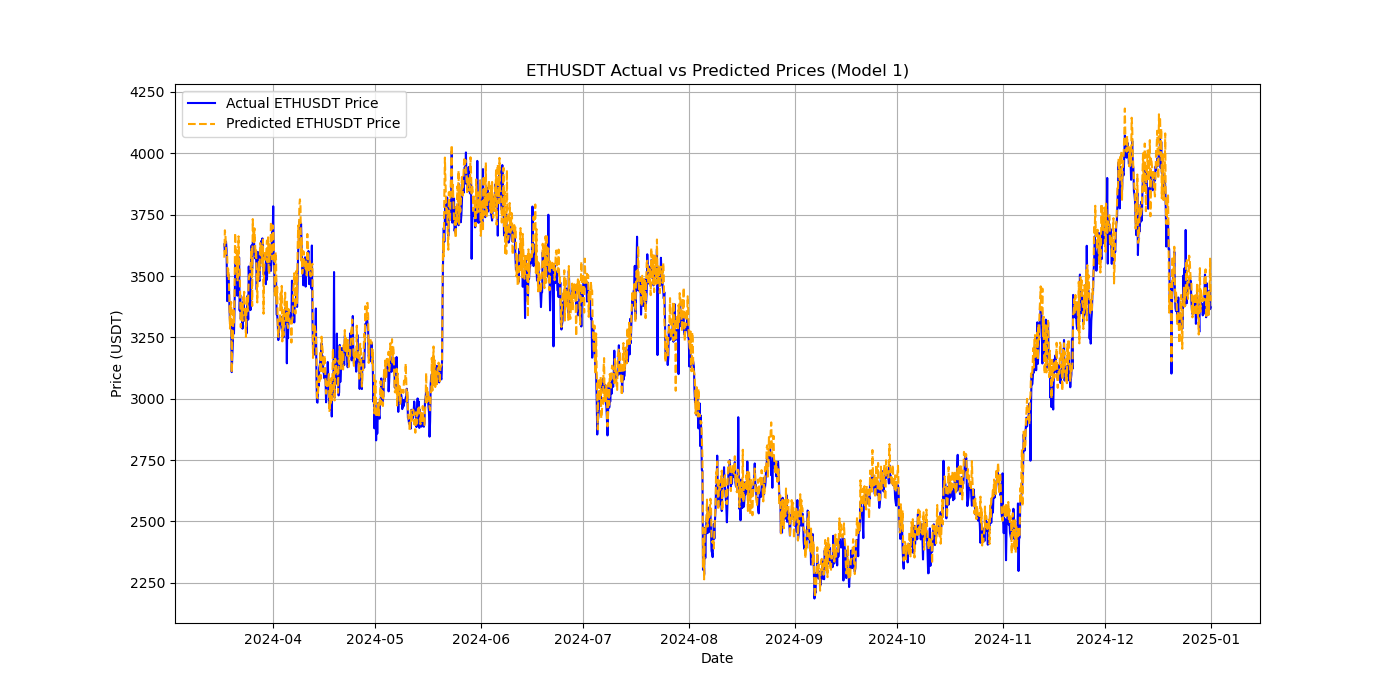 ETHUSDT Actual vs Predicted Prices (Model 1)
Actual ETHUSDT Price
Predicted ETHUSDT Price
Price (USDT)
4250
4000
3750
3500
3250
3000
2750
2500
2250
2024-04 2024-05 2024-06 2024-07 2024-08 2024-09 2024-10 2024-11 2024-12 2025-01
Date